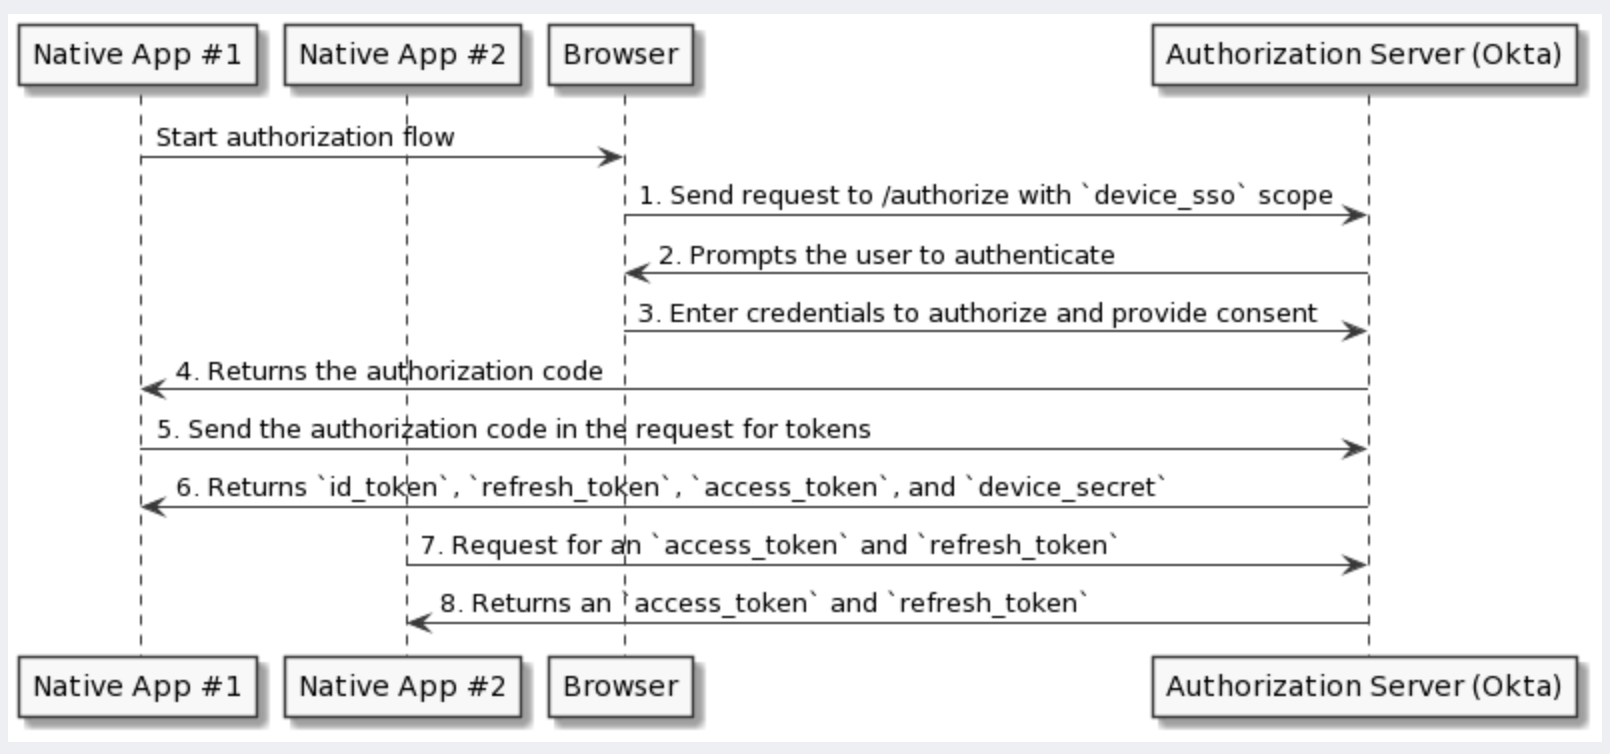 Native App #1
Native App #2
Browser
Authorization Server (Okta)
Start authorization flow
1. Send request to /authorize with `device_sso` scope
2. Prompts the user to authenticate
3. Enter credentials to authorize and provide consent
4. Returns the authorization code
5. Send the authorization code in the request for tokens
6. Returns `id_token`, `refresh_token`, `access_token`, and `device_secret`
7. Request for an `access_token` and `refresh_token`
8. Returns an `access_token` and `refresh_token`
Native App #1
Native App #2
Browser
Authorization Server (Okta)